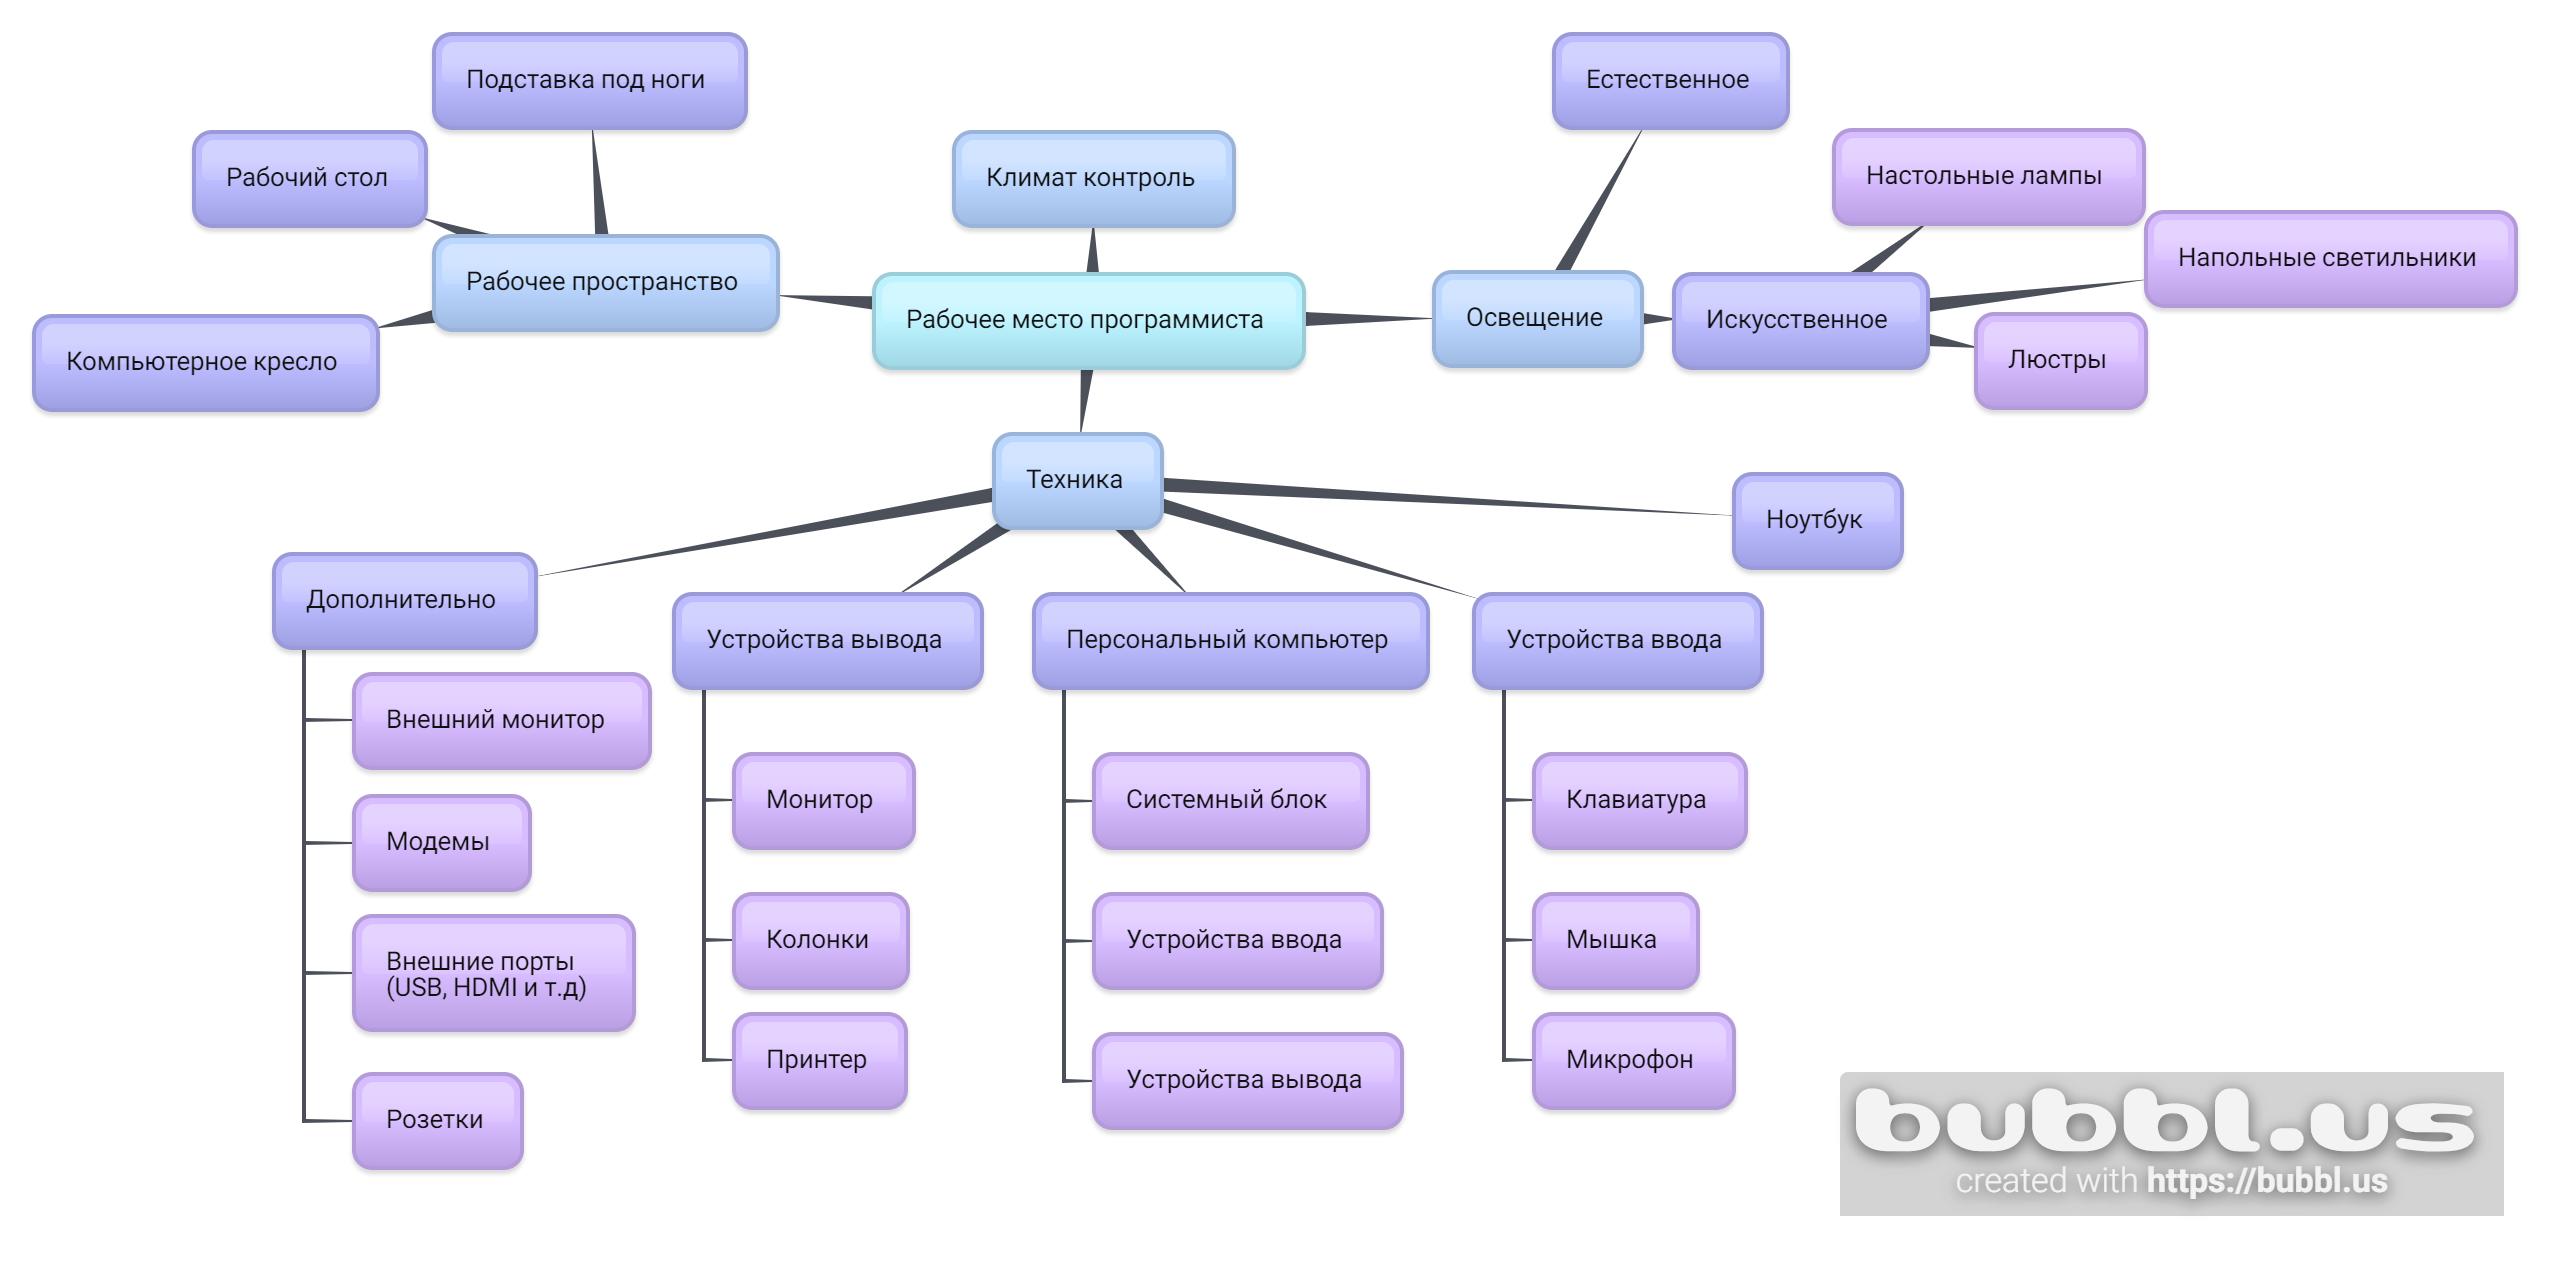 Подставка под ноги
Рабочий стол
Рабочее пространство
Компьютерное кресло
Климат контроль
Рабочее место программиста
Естественное
Освещение
Искусственное
Настольные лампы
Напольные светильники
Люстры
Техника
Ноутбук
Дополнительно
Внешний монитор
Модемы
Внешние порты
(USB, HDMI и т.д)
Розетки
Устройства вывода
Монитор
Колонки
Принтер
Персональный компьютер
Системный блок
Устройства ввода
Устройства вывода
Устройства ввода
Клавиатура
Мышка
Микрофон
bubbl.us
created with https://bubbl.us